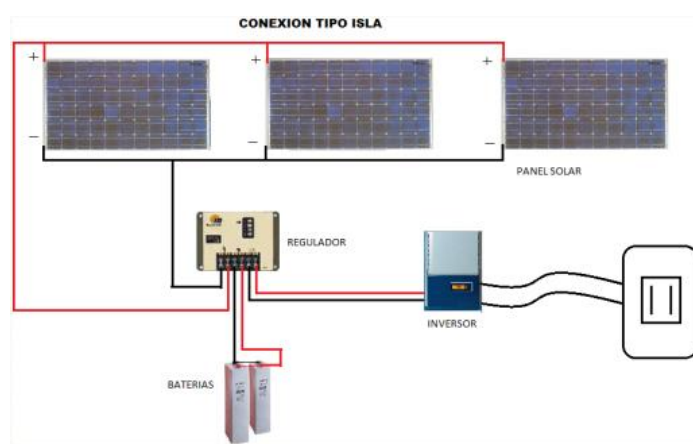 CONEXION TIPO ISLA
+
+
+
−
−
−
PANEL SOLAR
REGULADOR
INVERSOR
BATERIAS